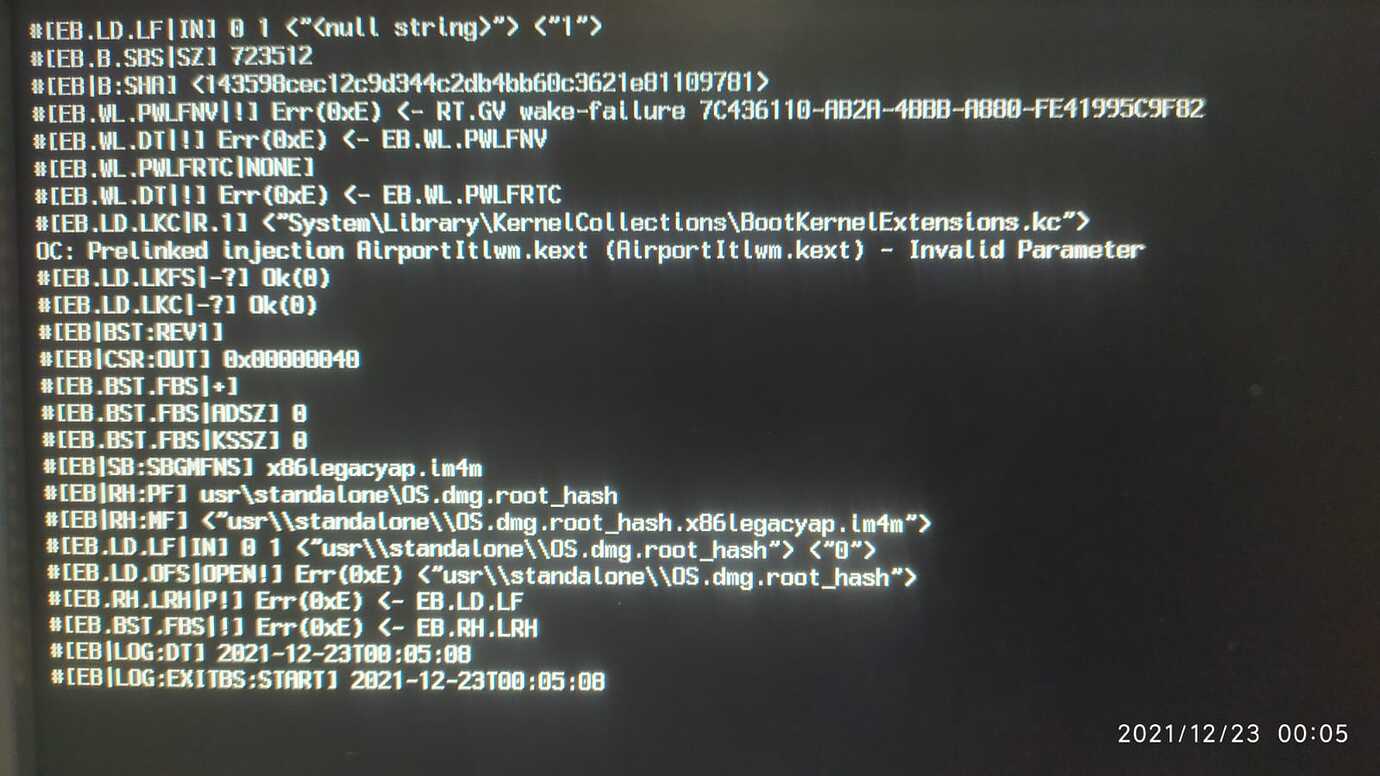 #[EB.LD.LF|IN] 0 1 <"<null string>"> <"1">
#[EB.B.SBS|SZ] 723512
#[EB|B:SHA] <143598cec12c9d344c2db4bb60c3621e81109781>
#[EB.WL.PWLFNV|!] Err(0xE) <- RT.GV wake-failure 7C436110-AB2A-4BBB-A880-FE41995C9F82
#[EB.WL.DT|!] Err(0xE) <- EB.WL.PWLFNV
#[EB.WL.PWLFRTC|NONE]
#[EB.WL.DT|!] Err(0xE) <- EB.WL.PWLFRTC
#[EB.LD.LKC|R.1] <"System\Library\KernelCollections\BootKernelExtensions.kc">
OC: Prelinked injection AirportItlwm.kext (AirportItlwm.kext) - Invalid Parameter
#[EB.LD.LKFS|-?] Ok(0)
#[EB.LD.LKC|-?] Ok(0)
#[EB|BST:REV1]
#[EB|CSR:OUT] 0x00000040
#[EB.BST.FBS|+]
#[EB.BST.FBS|ADSZ] 0
#[EB.BST.FBS|KSSZ] 0
#[EB|SB:SBGMFNS] x86legacyap.im4m
#[EB|RH:PF] usr\standalone\OS.dmg.root_hash
#[EB|RH:MF] <"usr\\standalone\\OS.dmg.root_hash.x86legacyap.im4m">
#[EB.LD.LF|IN] 0 1 <"usr\\standalone\\OS.dmg.root_hash"> <"0">
#[EB.LD.OFS|OPEN!] Err(0xE) <"usr\\standalone\\OS.dmg.root_hash">
#[EB.RH.LRH|P!] Err(0xE) <- EB.LD.LF
#[EB.BST.FBS|!] Err(0xE) <- EB.RH.LRH
#[EB|LOG:DT] 2021-12-23T00:05:08
#[EB|LOG:EXITBS:START] 2021-12-23T00:05:08
2021/12/23 00:05